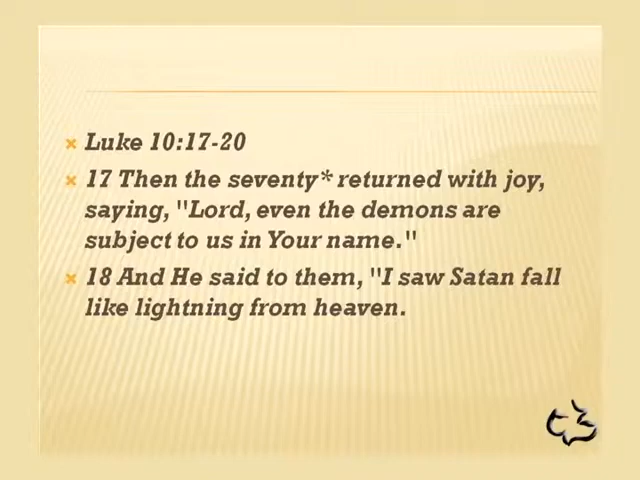 Luke 10:17-20
17 Then the seventy* returned with joy,
saying, "Lord, even the demons are
subject to us in Your name."
18 And He said to them, "I saw Satan fall
like lightning from heaven.